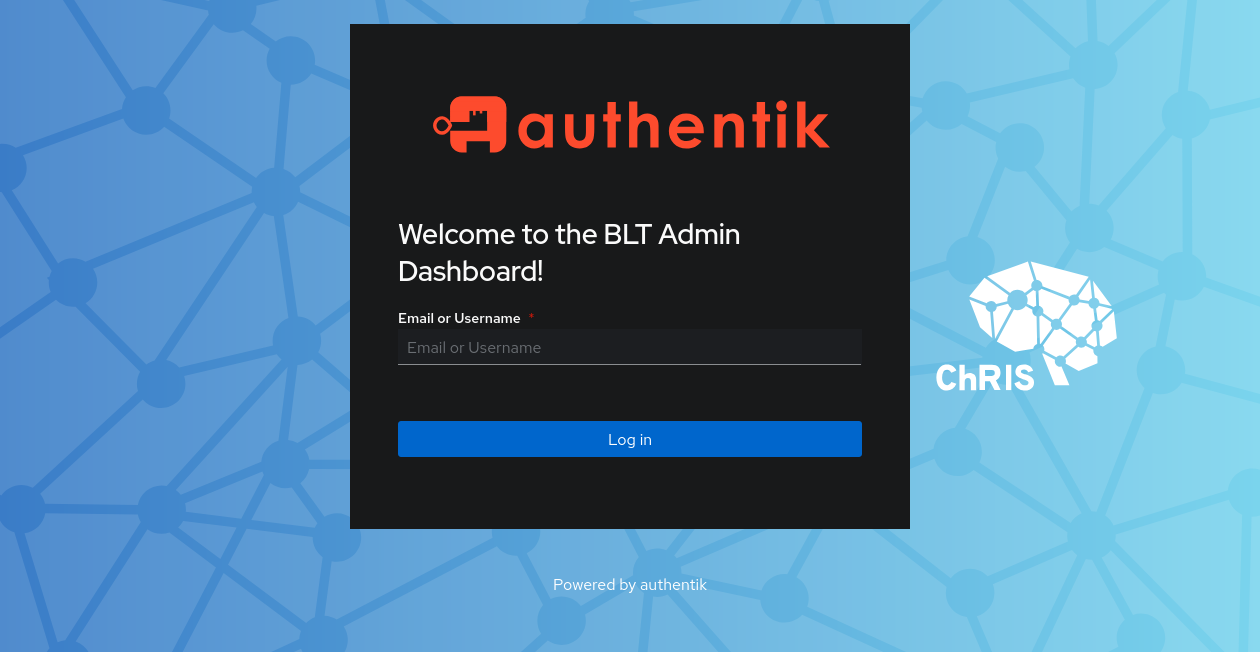 authentik
Welcome to the BLT Admin
Dashboard!
Email or Username *
Email or Username
ChRIS
Log in
Powered by authentik